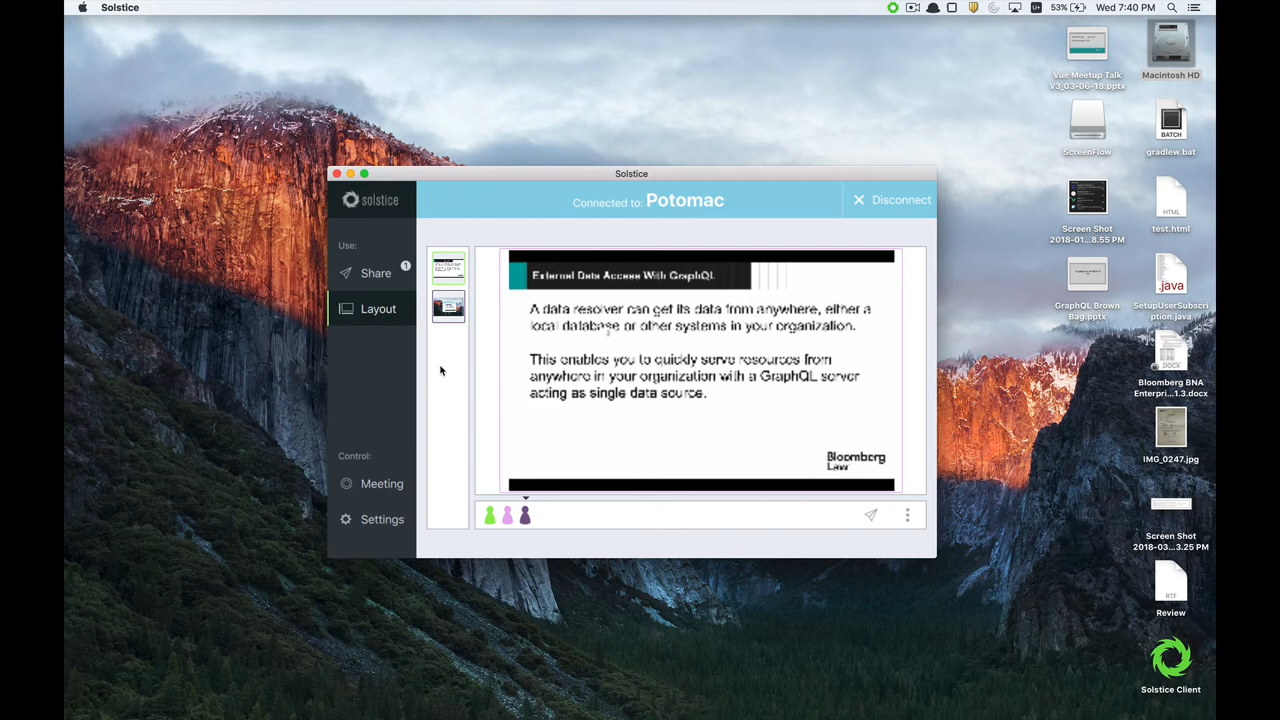 Solstice
53%
Wed 7:40 PM
Vue Meetup Talk
V3_03-06-18.pptx
Macintosh HD
ScreenFlow
BATCH
gradlew.bat
Screen Shot
2018-01...8.55 PM
HTML
test.html
GraphQL Brown
Bag.pptx
.java
SetupUserSubscri
ption.java
DOCX
Bloomberg BNA
Enterpri...1.3.docx
IMG_0247.jpg
Screen Shot
2018-03...3.25 PM
RTF
Review
Solstice Client
Solstice
solstice
Connected to: Potomac
Disconnect
Use:
Share
1
Layout
Control:
Meeting
Settings
External Data Access With GraphQL
A data resolver can get its data from anywhere, either a
local database or other systems in your organization.
This enables you to quickly serve resources from
anywhere in your organization with a GraphQL server
acting as single data source.
Bloomberg
Law